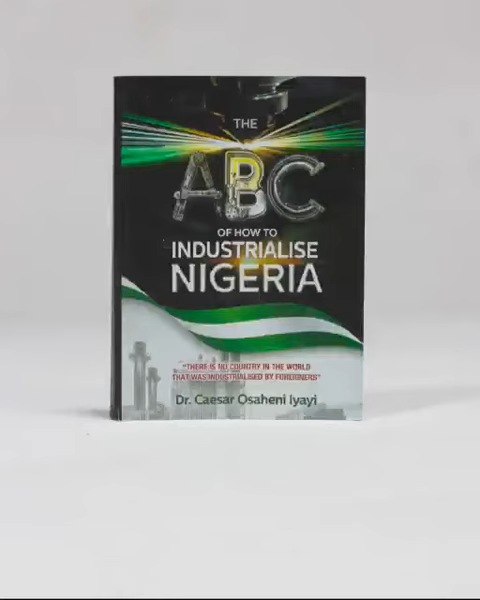 THE
ABC
OF HOW TO
INDUSTRIALISE
NIGERIA
"THERE IS NO COUNTRY IN THE WORLD
THAT WAS INDUSTRIALISED BY FOREIGNERS"
Dr. Caesar Osaheni Iyayi